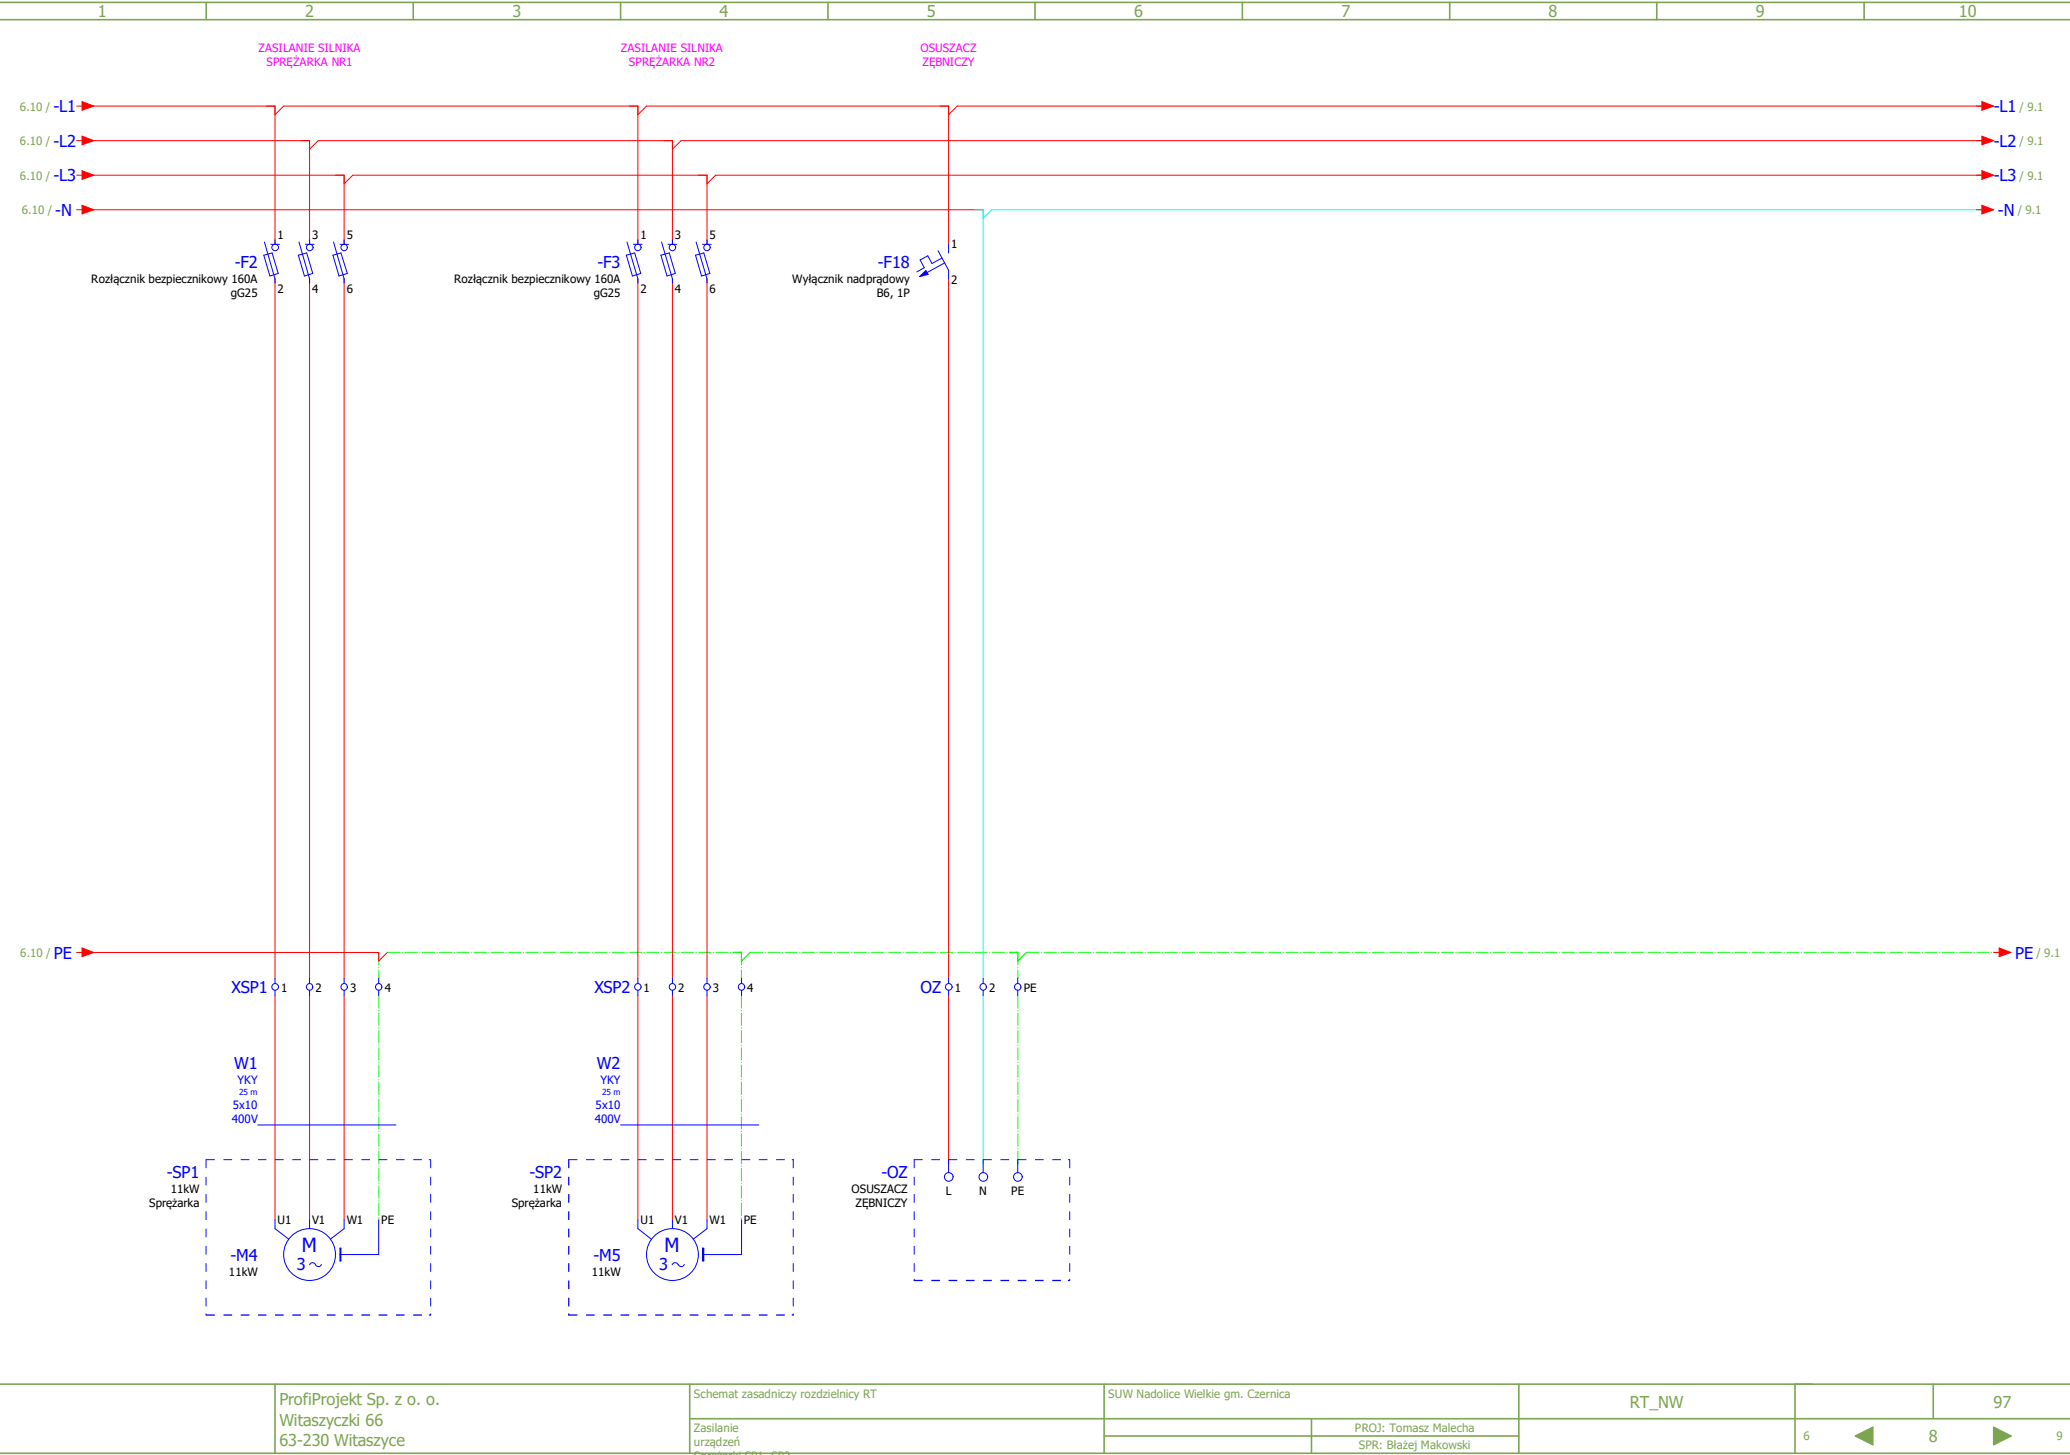 1 2 3 4 5 6 7 8 9 10
ZASILANIE SILNIKA
SPRĘŻARKA NR1
ZASILANIE SILNIKA
SPRĘŻARKA NR2
OSUSZACZ
ZĘBNICZY
6.10 / -L1 -L1 / 9.1
6.10 / -L2 -L2 / 9.1
6.10 / -L3 -L3 / 9.1
6.10 / -N -N / 9.1
-F2
Rozłącznik bezpiecznikowy 160A
gG25
1 3 5
2 4 6
-F3
Rozłącznik bezpiecznikowy 160A
gG25
1 3 5
2 4 6
-F18
Wyłącznik nadprądowy
B6, 1P
1
2
6.10 / PE PE / 9.1
XSP1 1 2 3 4
XSP2 1 2 3 4
OZ 1 2 PE
W1
YKY
25 m
5x10
400V
W2
YKY
25 m
5x10
400V
-SP1
11kW
Sprężarka
U1 V1 W1 PE
-M4
11kW
M
3~
-SP2
11kW
Sprężarka
U1 V1 W1 PE
-M5
11kW
M
3~
-OZ
OSUSZACZ
ZĘBNICZY
L N PE
ProfiProjekt Sp. z o. o.
Witaszyczki 66
63-230 Witaszyce
Schemat zasadniczy rozdzielnicy RT
Zasilanie
urządzeń
SUW Nadolice Wielkie gm. Czernica
PROJ: Tomasz Malecha
SPR: Błażej Makowski
RT_NW
97
6 8 9